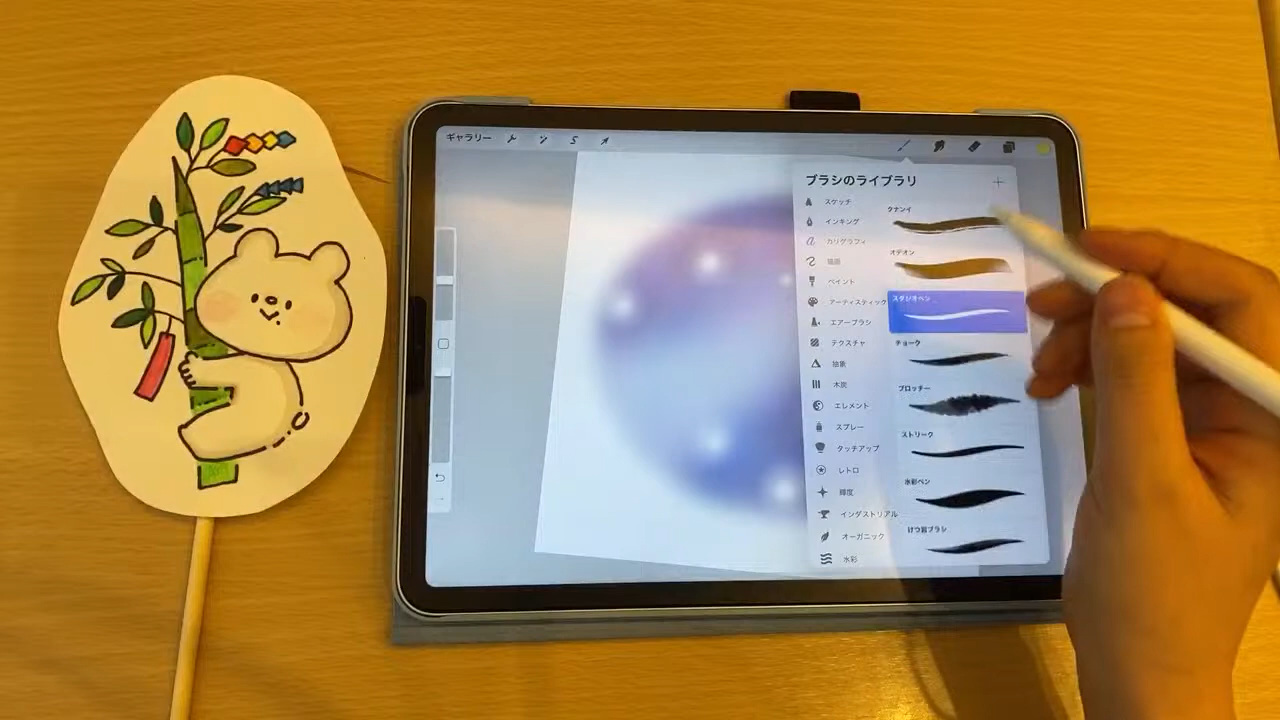 ギャラリー
ブラシのライブラリ
スケッチ
インキング
カリグラフィ
描画
ペイント
アーティスティック
エアーブラシ
テクスチャ
抽象
木炭
エレメント
スプレー
タッチアップ
レトロ
輝度
インダストリアル
オーガニック
水彩
タナンイ
オデオン
スタジオペン
チョーク
ブロッチー
ストリーク
水彩ペン